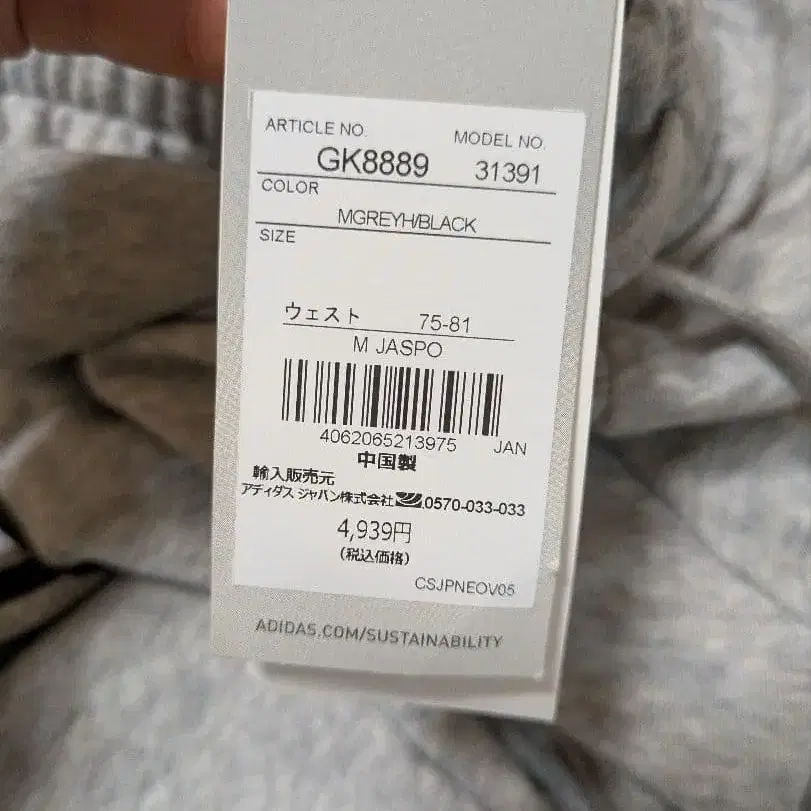 ARTICLE NO. MODEL NO.
GK8889 31391
COLOR
MGREYH/BLACK
SIZE
ウェスト 75-81
M JASPO
4062065213975 JAN
中国製
輸入販売元
アディダス ジャパン株式会社 0570-033-033
4,939円
(税込価格)
CSJPNEOV05
ADIDAS.COM/SUSTAINABILITY